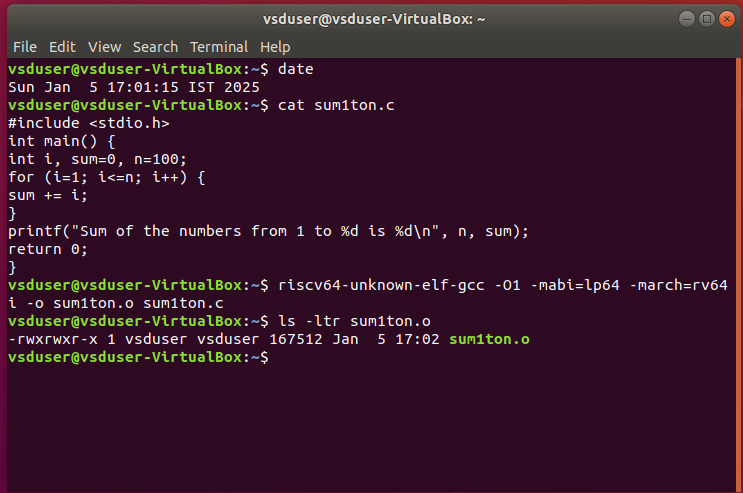 vsduser@vsduser-VirtualBox: ~
File Edit View Search Terminal Help
vsduser@vsduser-VirtualBox:~$ date
Sun Jan  5 17:01:15 IST 2025
vsduser@vsduser-VirtualBox:~$ cat sum1ton.c
#include <stdio.h>
int main() {
int i, sum=0, n=100;
for (i=1; i<=n; i++) {
sum += i;
}
printf("Sum of the numbers from 1 to %d is %d\n", n, sum);
return 0;
}
vsduser@vsduser-VirtualBox:~$ riscv64-unknown-elf-gcc -O1 -mabi=lp64 -march=rv64
i -o sum1ton.o sum1ton.c
vsduser@vsduser-VirtualBox:~$ ls -ltr sum1ton.o
-rwxrwxr-x 1 vsduser vsduser 167512 Jan  5 17:02 sum1ton.o
vsduser@vsduser-VirtualBox:~$